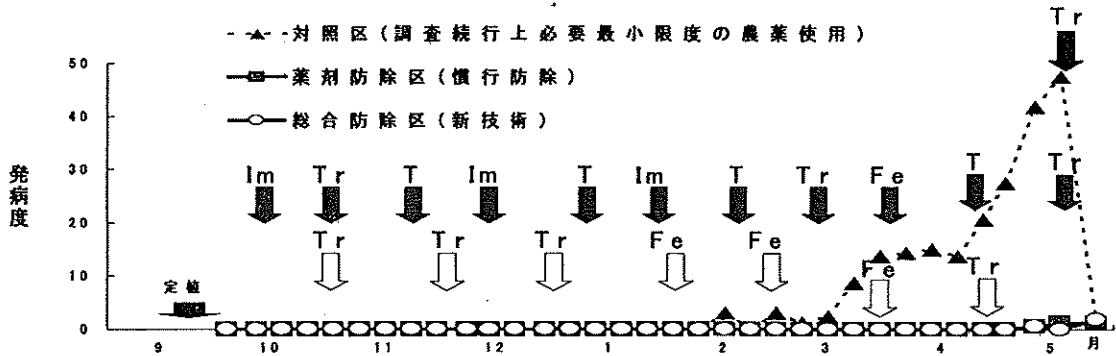 Tr
対照区(調査続行上必要最小限度の農薬使用)
50
薬剤防除区(慣行防除)
40
総合防除区(新技術)
発病度
30
Im Tr T Im T Im T Tr Fe T Tr
20
Tr Tr Tr Fe Fe Fe Tr
10
定植
0
9 10 11 12 1 2 3 4 5 月